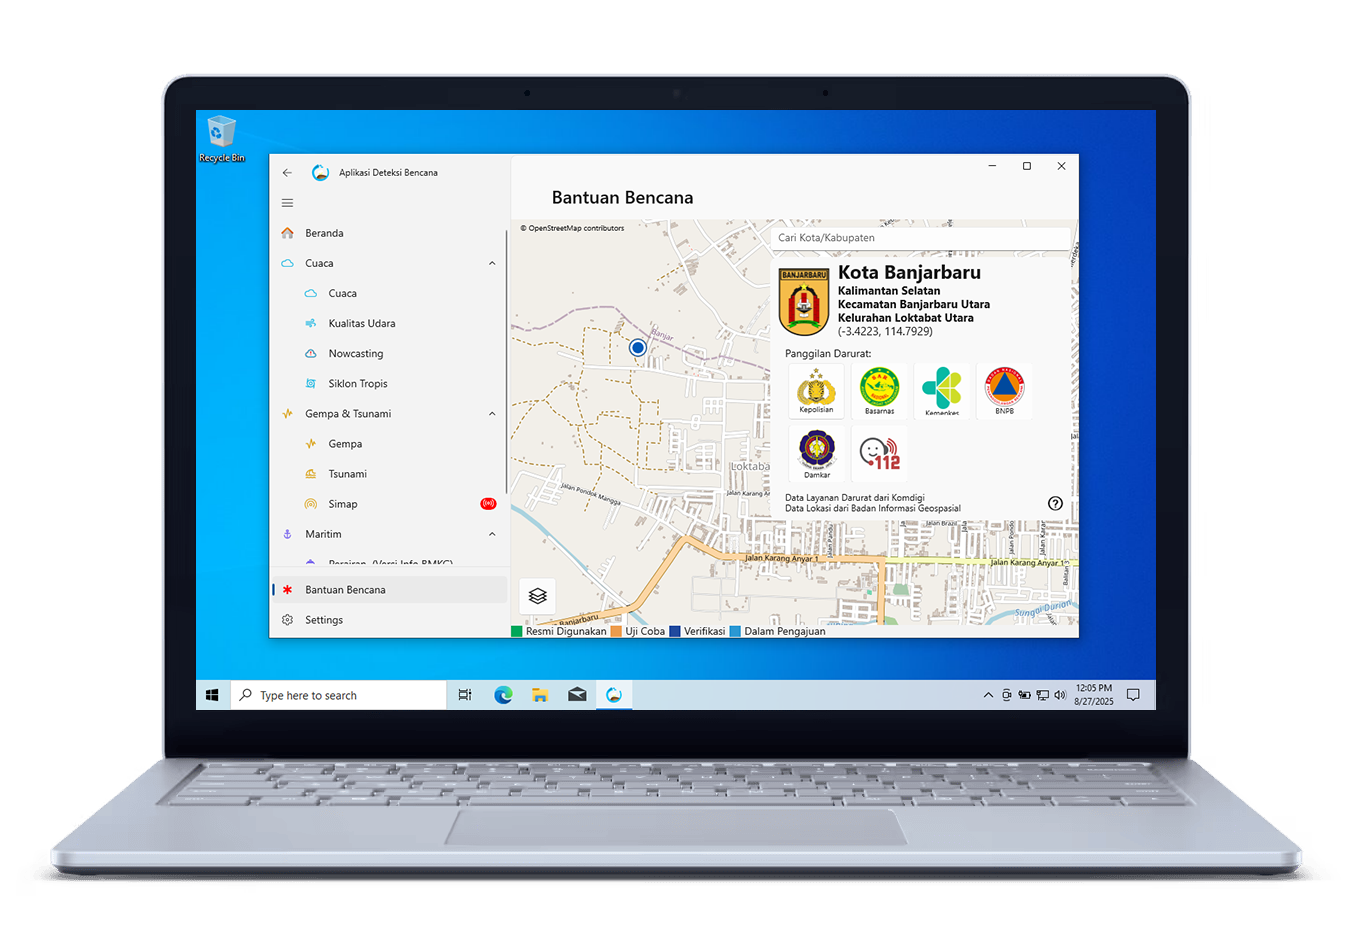 Recycle Bin
Aplikasi Deteksi Bencana
Beranda
Cuaca
Cuaca
Kualitas Udara
Nowcasting
Siklon Tropis
Gempa & Tsunami
Gempa
Tsunami
Simap
Maritim
Perairan (Versi Info BMKG)
Bantuan Bencana
Settings
Bantuan Bencana
© OpenStreetMap contributors
Cari Kota/Kabupaten
BANJARBARU
Kota Banjarbaru
Kalimantan Selatan
Kecamatan Banjarbaru Utara
Kelurahan Loktabat Utara
(-3.4223, 114.7929)
Panggilan Darurat:
Kepolisian
Basarnas
Kemenkes
BNPB
Damkar
112
Data Layanan Darurat dari Komdigi
Data Lokasi dari Badan Informasi Geospasial
Banjar
Loktaba
Jalan Pondok Mangga
Jalan Karang An
Jalan Karang Anyar 1
Jalan Karang Anyar 1
Sungai Durian
Banjarbaru
Resmi Digunakan
Uji Coba
Verifikasi
Dalam Pengajuan
Type here to search
12:05 PM
8/27/2025